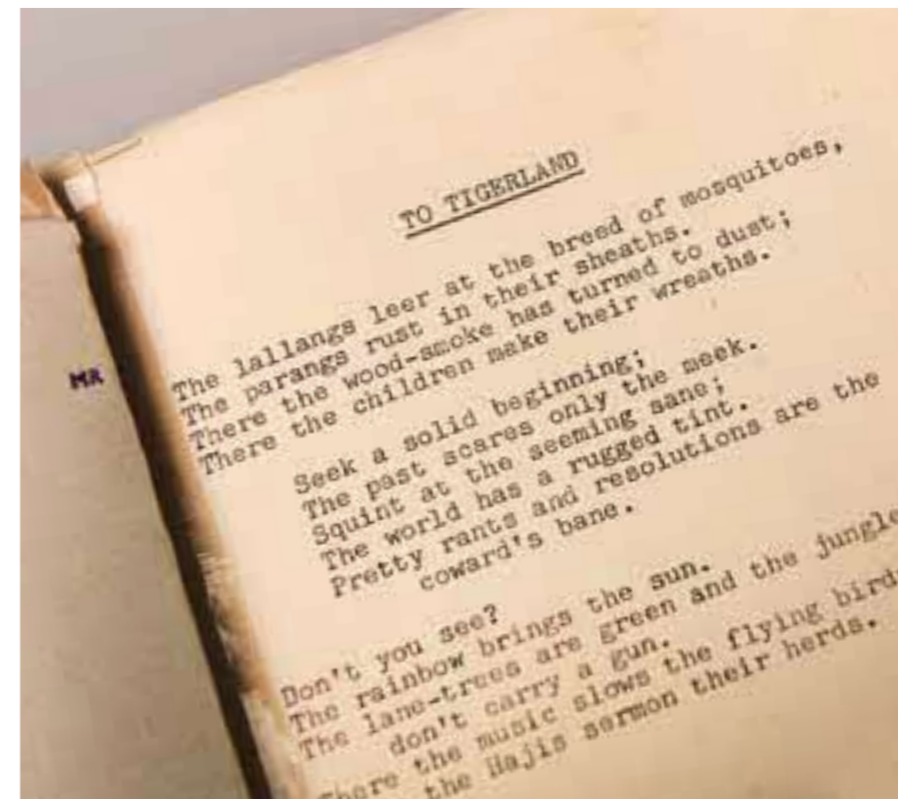 MR
TO TIGERLAND
The lallangs leer at the breed of mosquitoes,
The parangs rust in their sheaths.
There the wood-smoke has turned to dust;
There the children make their wreaths.
Seek a solid beginning;
The past scares only the meek.
Squint at the seeming sane;
The world has a rugged tint.
Pretty rants and resolutions are the
coward's bane.
Don't you see?
The rainbow brings the sun.
The lane-trees are green and the jungle
don't carry a gun.
There the music slows the flying birds
the Hajis sermon their herds.